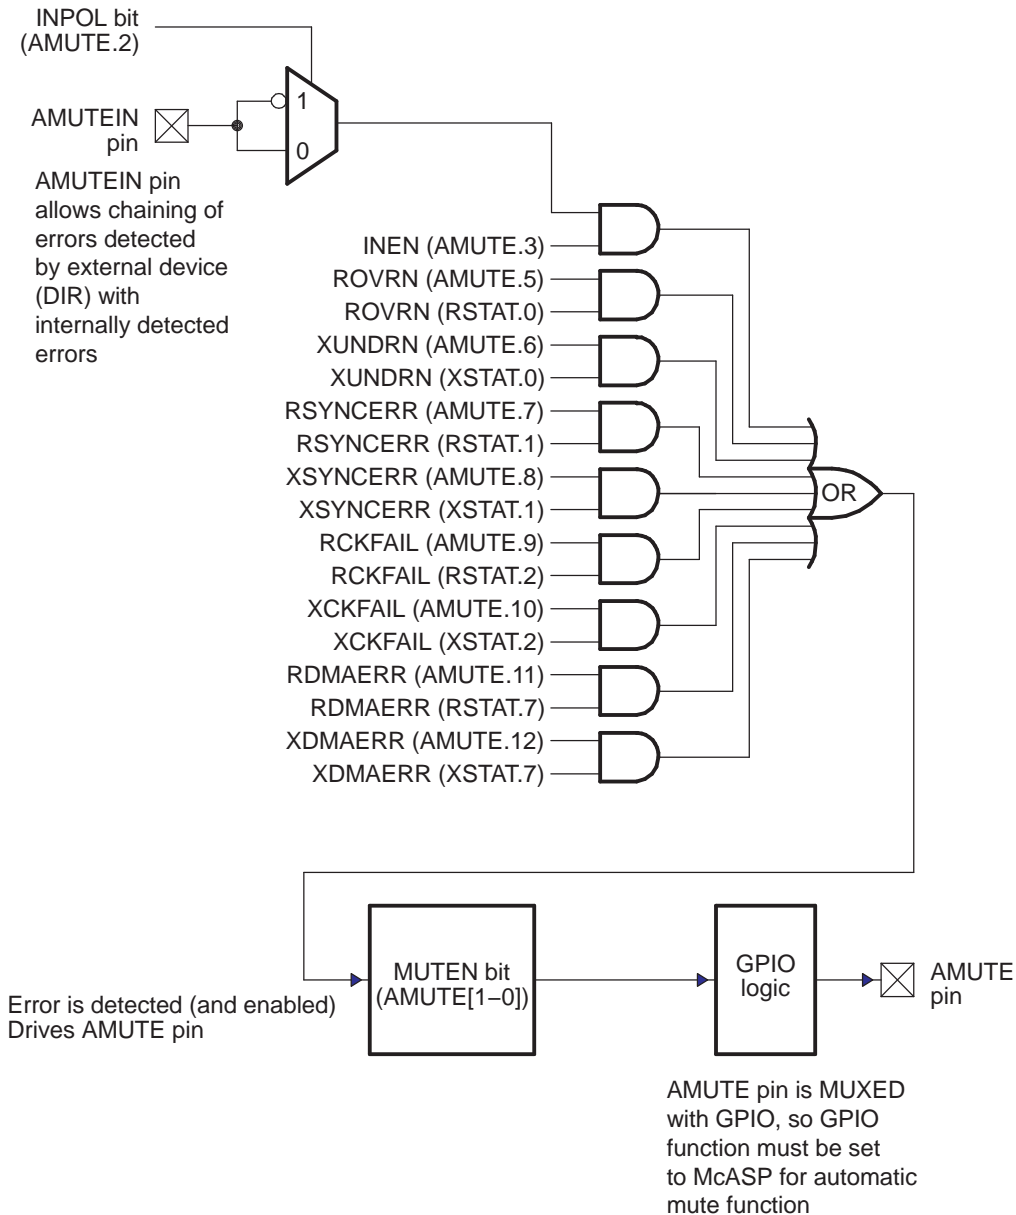 INPOL bit
(AMUTE.2)
1
AMUTEIN
pin
0
AMUTEIN pin
allows chaining of
errors detected
by external device
(DIR) with
internally detected
errors
INEN (AMUTE.3)
ROVRN (AMUTE.5)
ROVRN (RSTAT.0)
XUNDRN (AMUTE.6)
XUNDRN (XSTAT.0)
RSYNCERR (AMUTE.7)
RSYNCERR (RSTAT.1)
XSYNCERR (AMUTE.8)
XSYNCERR (XSTAT.1)
RCKFAIL (AMUTE.9)
RCKFAIL (RSTAT.2)
XCKFAIL (AMUTE.10)
XCKFAIL (XSTAT.2)
RDMAERR (AMUTE.11)
RDMAERR (RSTAT.7)
XDMAERR (AMUTE.12)
XDMAERR (XSTAT.7)
OR
Error is detected (and enabled)
Drives AMUTE pin
MUTEN bit
(AMUTE[1–0])
GPIO
logic
AMUTE
pin
AMUTE pin is MUXED
with GPIO, so GPIO
function must be set
to McASP for automatic
mute function